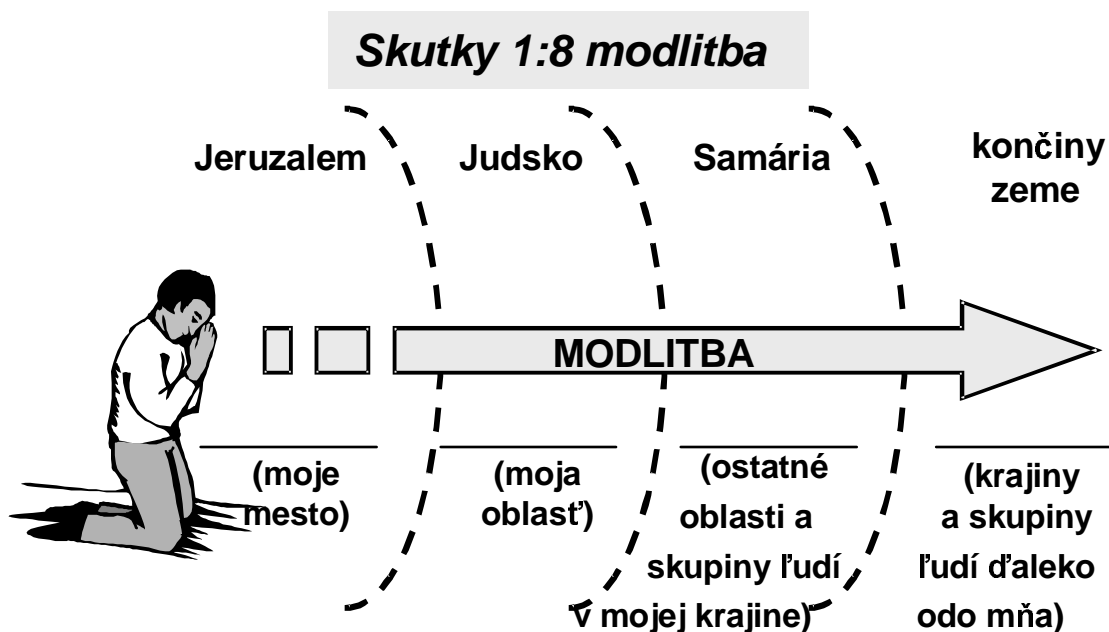 Skutky 1:8 modlitba
Jeruzalem
Judsko
Samária
končiny
zeme
MODLITBA
(moje
mesto)
(moja
oblasť)
(ostatné
oblasti a
skupiny ľudí
v mojej krajine)
(krajiny
a skupiny
ľudí ďaleko
odo mňa)